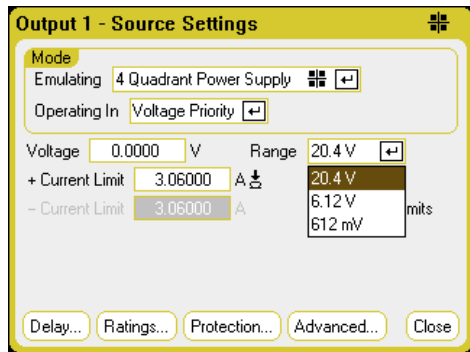 Output 1 - Source Settings
Mode
Emulating 4 Quadrant Power Supply
Operating In Voltage Priority
Voltage 0.0000 V Range 20.4 V
+ Current Limit 3.06000 A 20.4 V
6.12 V
− Current Limit 3.06000 A mits
612 mV
Delay... Ratings... Protection... Advanced... Close